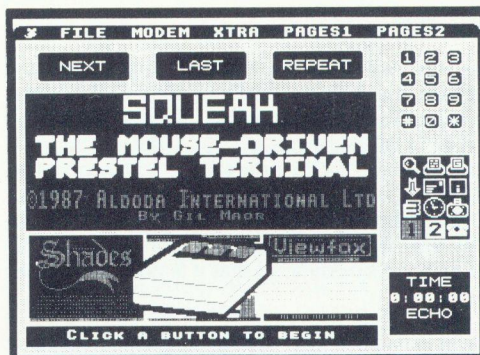 FILE MODEM XTRA PAGES1 PAGES2
NEXT LAST REPEAT
1 2 3
4 5 6
7 8 9
* 0 *
SQUEAK
THE MOUSE-DRIVEN
PRESTEL TERMINAL
©1987 ALDODA INTERNATIONAL LTD
BY GIL MAOR
Shades Viewfax
2
CLICK A BUTTON TO BEGIN
TIME
0:00:00
ECHO